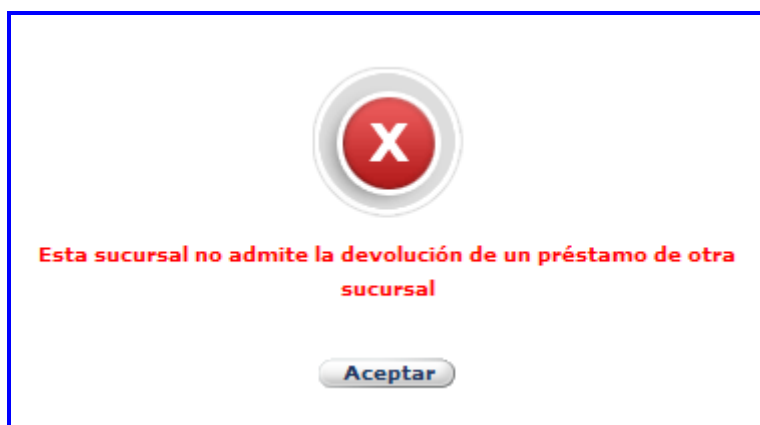 X
Esta sucursal no admite la devolución de un préstamo de otra
sucursal
Aceptar